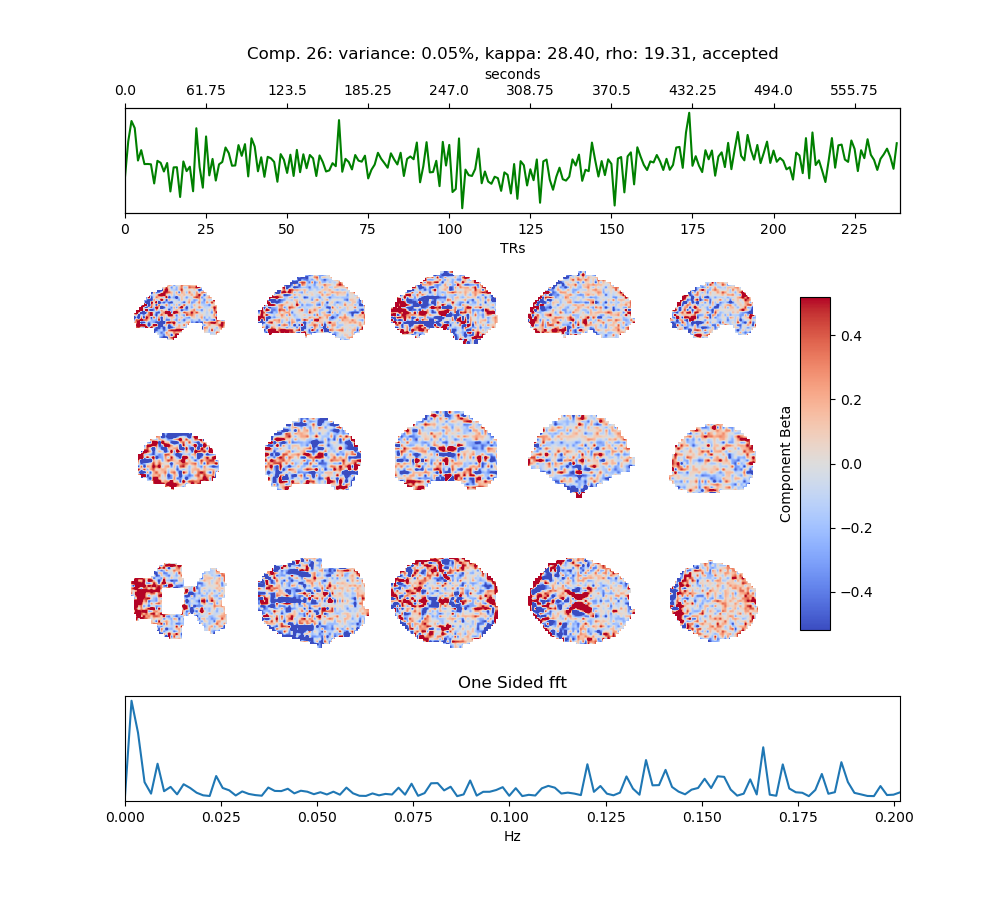 Comp. 26: variance: 0.05%, kappa: 28.40, rho: 19.31, accepted
seconds
0.0 61.75 123.5 185.25 247.0 308.75 370.5 432.25 494.0 555.75
0 25 50 75 100 125 150 175 200 225
TRs
0.4
0.2
0.0
−0.2
−0.4
Component Beta
One Sided fft
0.000 0.025 0.050 0.075 0.100 0.125 0.150 0.175 0.200
Hz